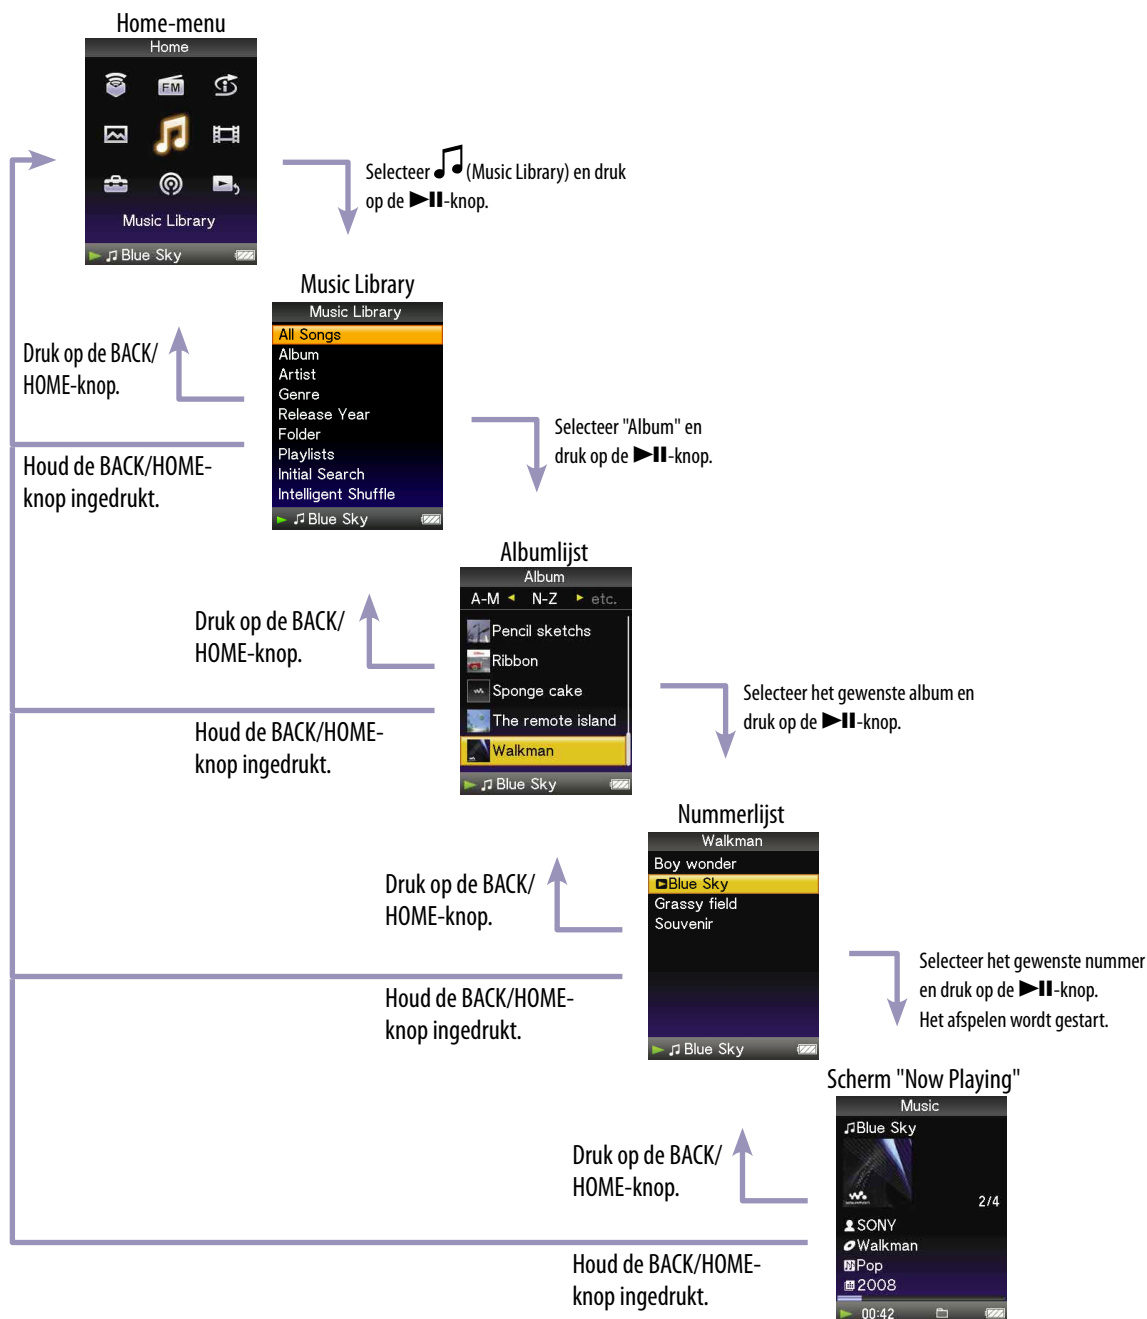 Home-menu
Home
FM
Music Library
Blue Sky
Selecteer (Music Library) en druk
op de -knop.
Music Library
Music Library
All Songs
Album
Artist
Genre
Release Year
Folder
Playlists
Initial Search
Intelligent Shuffle
Blue Sky
Druk op de BACK/
HOME-knop.
Houd de BACK/HOME-
knop ingedrukt.
Selecteer "Album" en
druk op de -knop.
Albumlijst
Album
A-M N-Z etc.
Pencil sketchs
Ribbon
Sponge cake
The remote island
Walkman
Blue Sky
Druk op de BACK/
HOME-knop.
Houd de BACK/HOME-
knop ingedrukt.
Selecteer het gewenste album en
druk op de -knop.
Nummerlijst
Walkman
Boy wonder
Blue Sky
Grassy field
Souvenir
Blue Sky
Druk op de BACK/
HOME-knop.
Houd de BACK/HOME-
knop ingedrukt.
Selecteer het gewenste nummer
en druk op de -knop.
Het afspelen wordt gestart.
Scherm "Now Playing"
Music
Blue Sky
2/4
SONY
Walkman
Pop
2008
00:42
Druk op de BACK/
HOME-knop.
Houd de BACK/HOME-
knop ingedrukt.